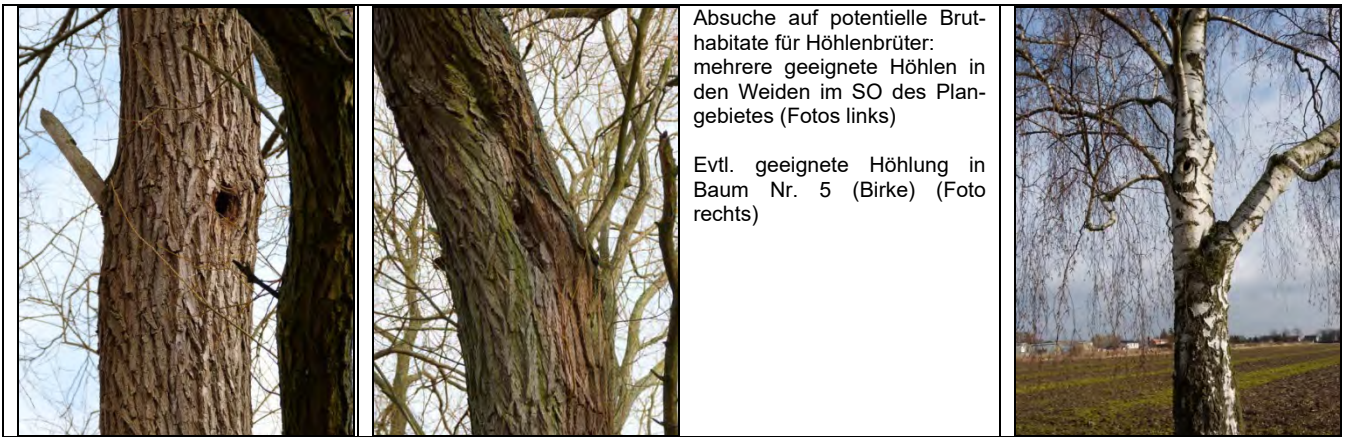 Absuche auf potentielle Brut-
habitate für Höhlenbrüter:
mehrere geeignete Höhlen in
den Weiden im SO des Plan-
gebietes (Fotos links)
Evtl. geeignete Höhlung in
Baum Nr. 5 (Birke) (Foto
rechts)